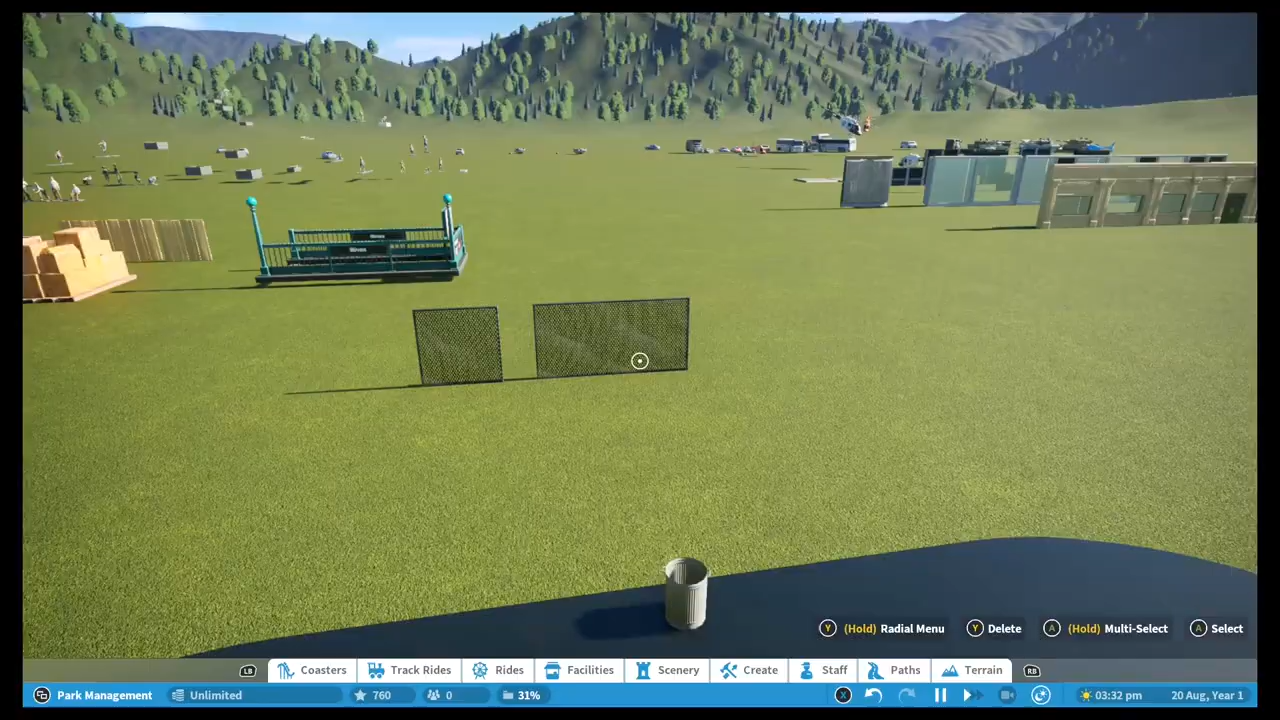 Y (Hold) Radial Menu Y Delete A (Hold) Multi-Select A Select
LB Coasters Track Rides Rides Facilities Scenery Create Staff Paths Terrain RB
Park Management Unlimited 760 0 31% X 03:32 pm 20 Aug, Year 1